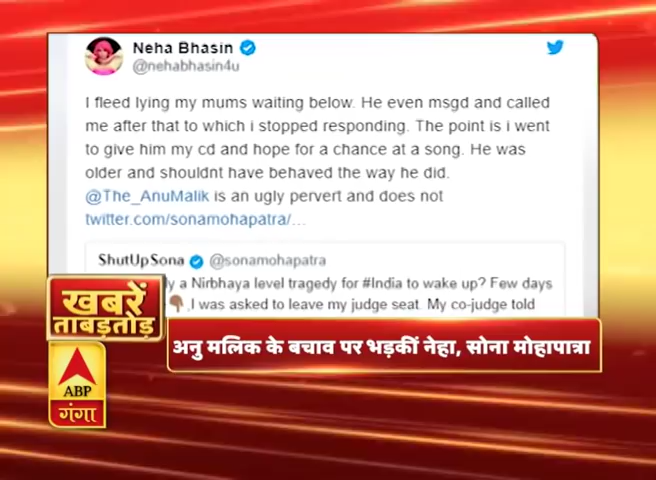 Neha Bhasin
@nehabhasin4u
I fleed lying my mums waiting below. He even msgd and called
me after that to which i stopped responding. The point is i went
to give him my cd and hope for a chance at a song. He was
older and shouldnt have behaved the way he did.
@The_AnuMalik is an ugly pervert and does not
twitter.com/sonamohapatra/...
ShutUpSona @sonamohapatra
ly a Nirbhaya level tragedy for #India to wake up? Few days
,I was asked to leave my judge seat. My co-judge told
खबरें
ताबड़तोड़
अनु मलिक के बचाव पर भड़कीं नेहा, सोना मोहापात्रा
ABP
गंगा